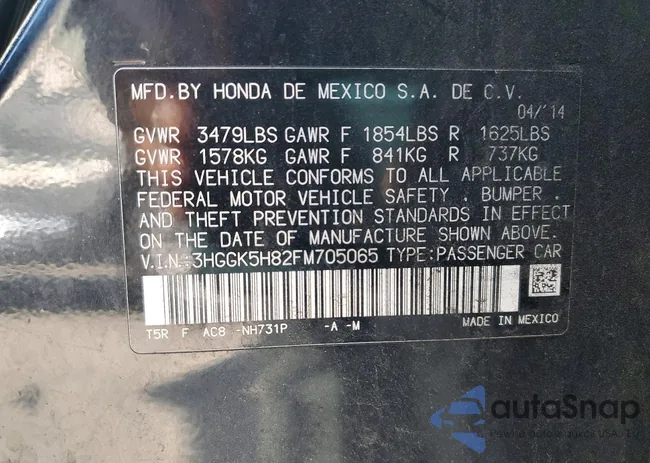 MFD.BY HONDA DE MEXICO S.A. DE C.V.
04/'14
GVWR 3479LBS GAWR F 1854LBS R 1625LBS
GVWR 1578KG GAWR F 841KG R 737KG
THIS VEHICLE CONFORMS TO ALL APPLICABLE
FEDERAL MOTOR VEHICLE SAFETY , BUMPER ,
AND THEFT PREVENTION STANDARDS IN EFFECT
ON THE DATE OF MANUFACTURE SHOWN ABOVE.
V.I.N.:3HGGK5H82FM705065 TYPE:PASSENGER CAR
T5R F AC8 -NH731P -A -M
MADE IN MEXICO
autoSnap